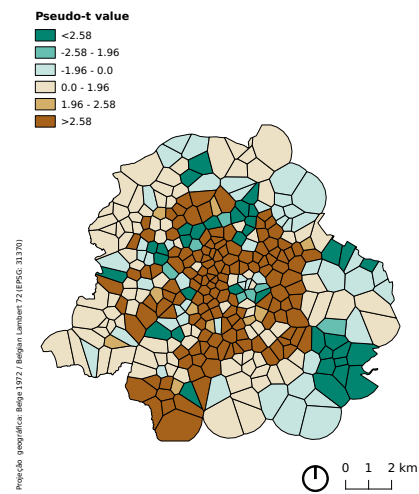 Pseudo-t value
<2.58
-2.58 - 1.96
-1.96 - 0.0
0.0 - 1.96
1.96 - 2.58
>2.58
Projeção geográfica: Belge 1972 / Belgian Lambert 72 (EPSG: 31370)
0 1 2 km